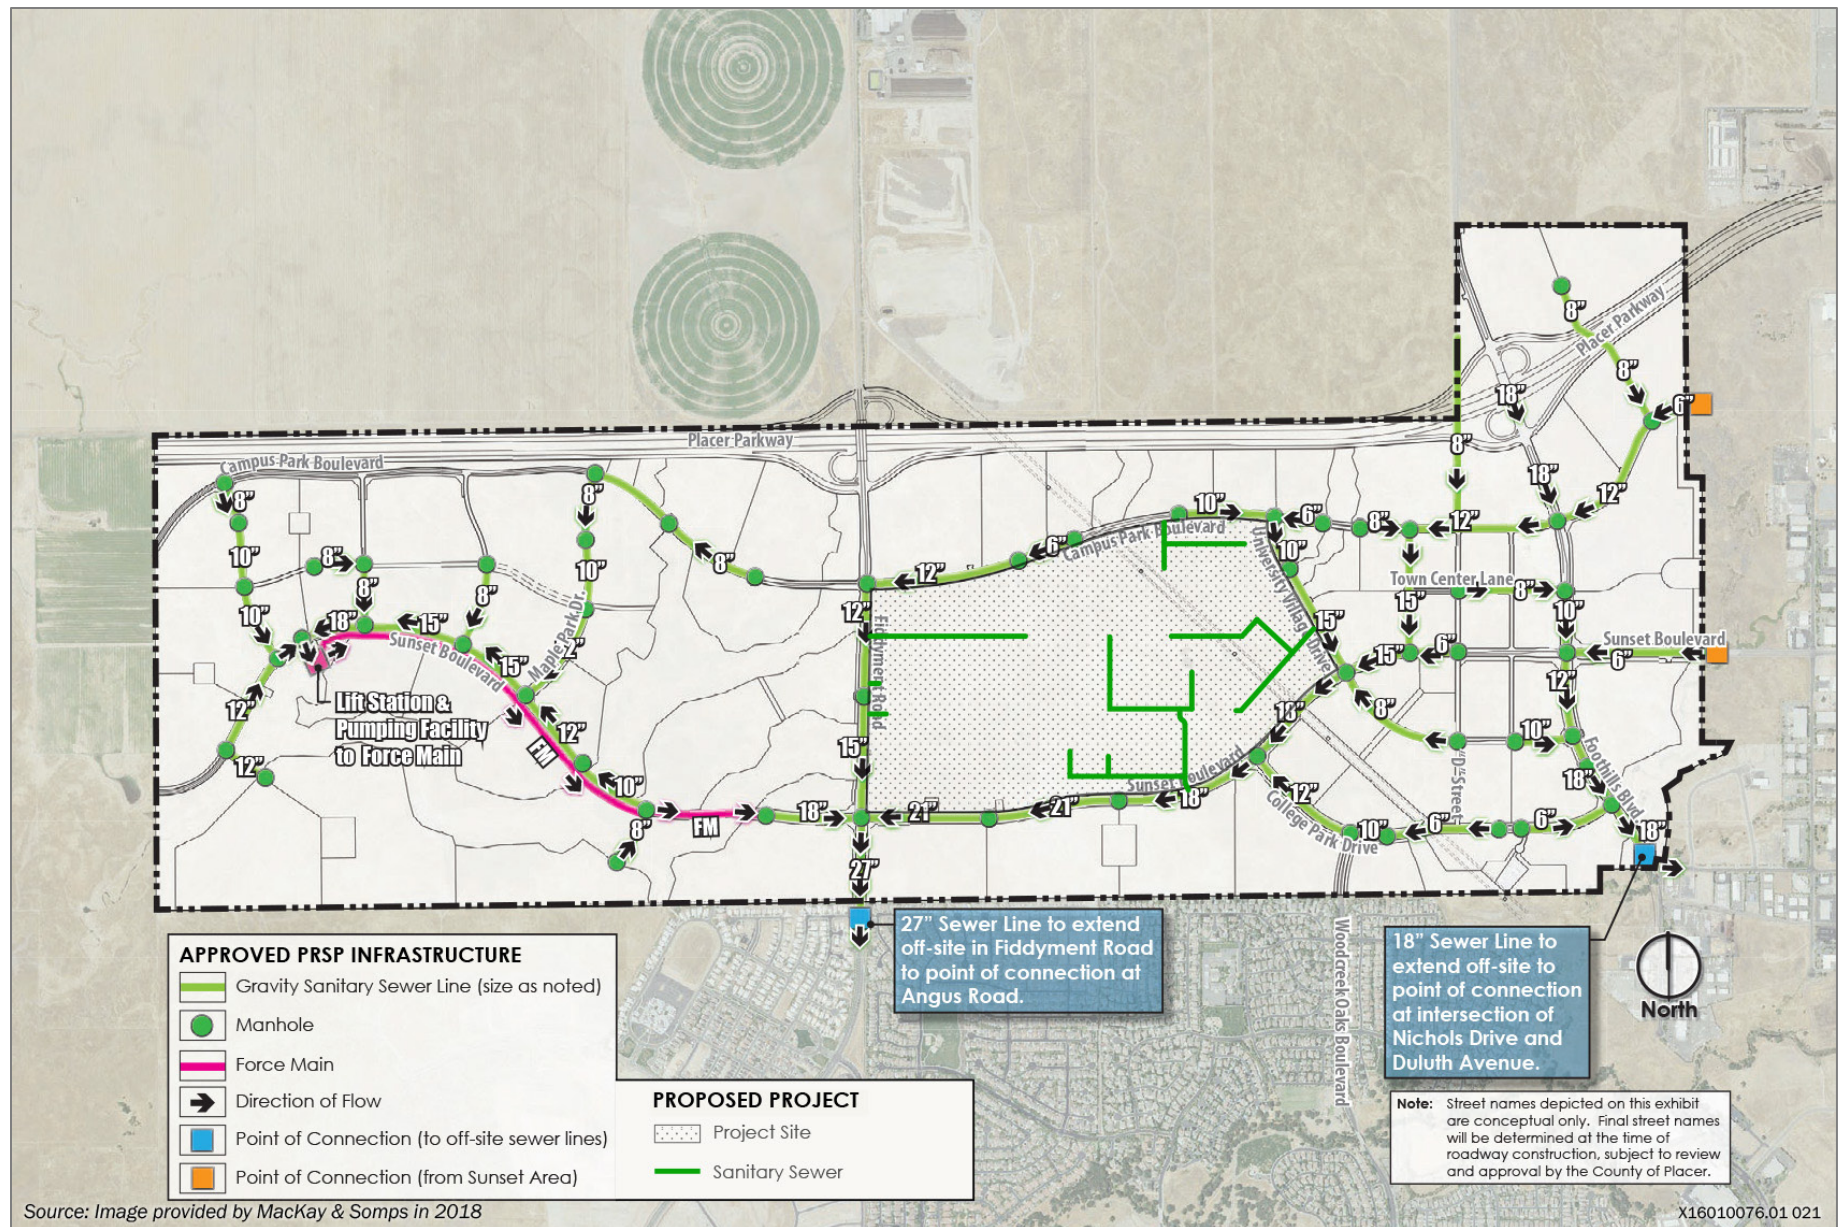 8”
Placer Parkway
8”
18”
6”
Placer Parkway
8”
Campus Park Boulevard
18”
8”
8”
12”
10”
6”
8”
12”
Campus Park Boulevard
10”
8”
8”
6”
12”
10”
University Village Drive
10”
Town Center Lane
8”
8”
8”
10”
18”
15”
12”
15”
15”
10”
Sunset Boulevard
Maple Park Dr.
2”
15”
Fiddyment Road
15”
6”
Sunset Boulevard
6”
12”
Lift Station &
Pumping Facility
to Force Main
12”
FM
15”
18”
8”
12”
10”
12”
10”
Sunset Boulevard
"D" Street
18”
Foothills Blvd
8”
FM
18”
21”
21”
18”
12”
College Park Drive
10”
6”
6”
18”
27”
27” Sewer Line to extend
off-site in Fiddyment Road
to point of connection at
Angus Road.
Woodcreek Oaks Boulevard
18” Sewer Line to
extend off-site to
point of connection
at intersection of
Nichols Drive and
Duluth Avenue.
North
APPROVED PRSP INFRASTRUCTURE
Gravity Sanitary Sewer Line (size as noted)
Manhole
Force Main
Direction of Flow
Point of Connection (to off-site sewer lines)
Point of Connection (from Sunset Area)
PROPOSED PROJECT
Project Site
Sanitary Sewer
Note: Street names depicted on this exhibit
are conceptual only. Final street names
will be determined at the time of
roadway construction, subject to review
and approval by the County of Placer.
Source: Image provided by MacKay & Somps in 2018
X16010076.01 021